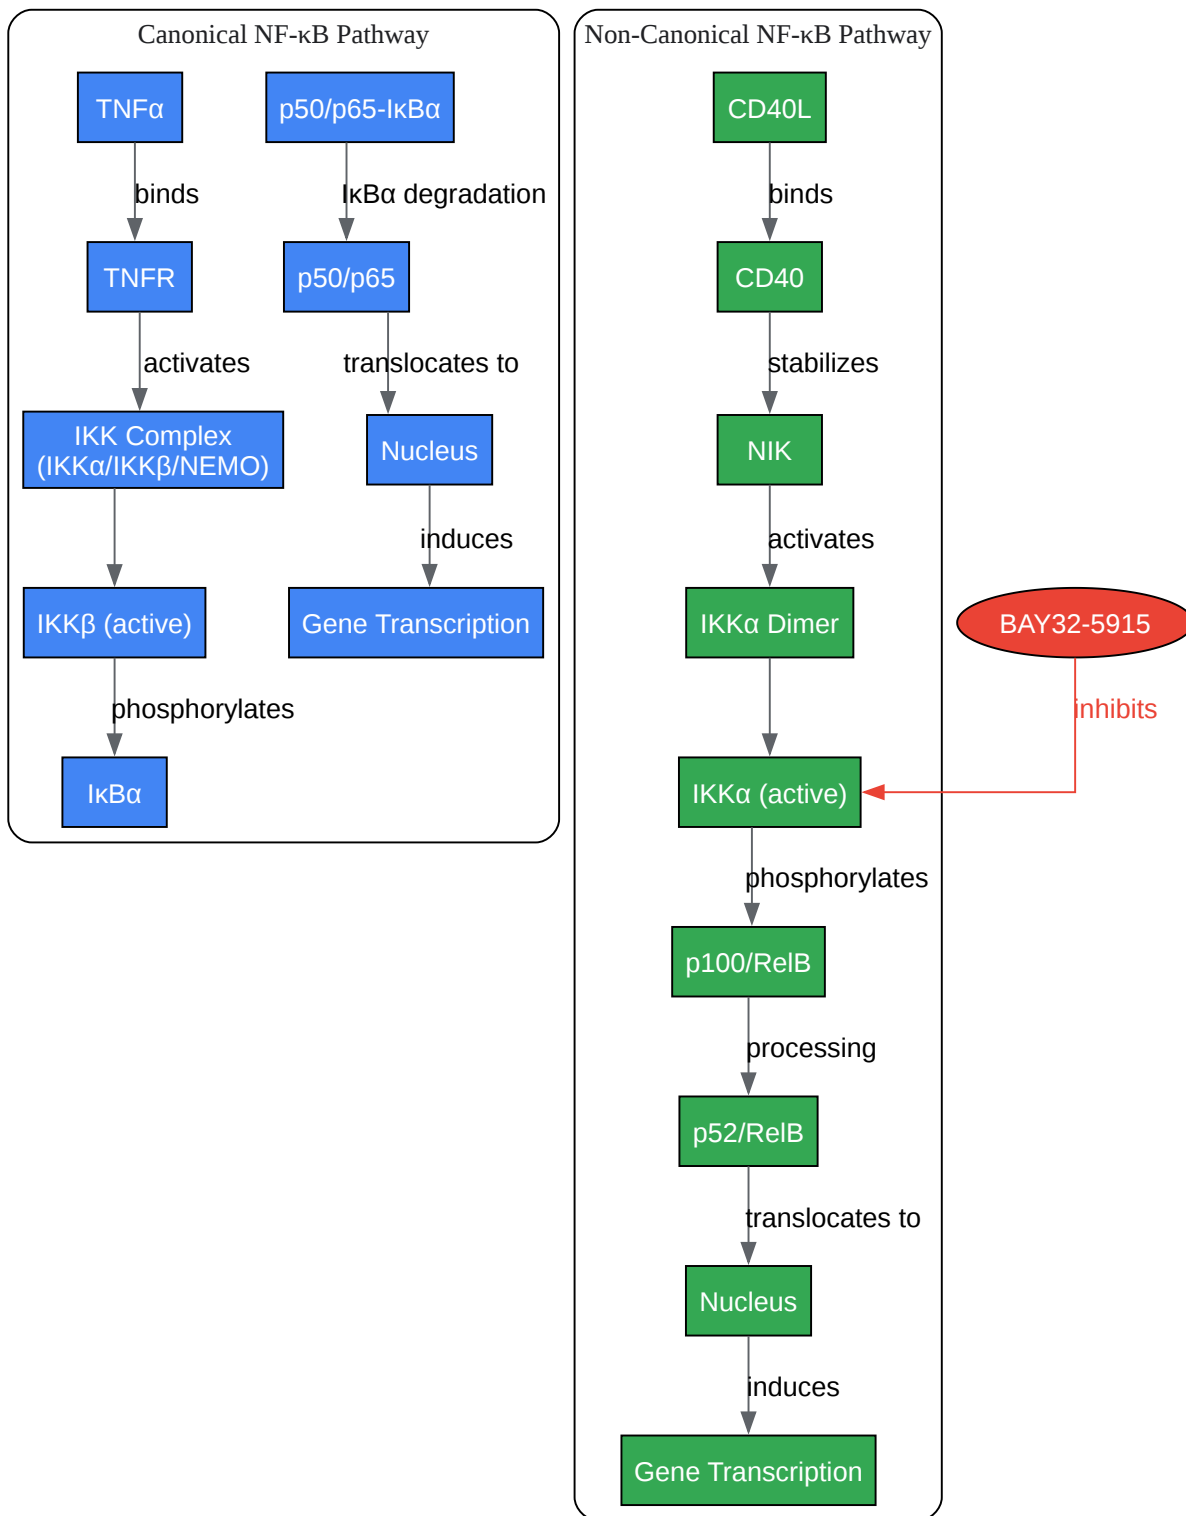 Canonical NF-κB Pathway
TNFα
binds
TNFR
activates
IKK Complex
(IKKα/IKKβ/NEMO)
IKKβ (active)
phosphorylates
IκBα
p50/p65-IκBα
IκBα degradation
p50/p65
translocates to
Nucleus
induces
Gene Transcription
Non-Canonical NF-κB Pathway
CD40L
binds
CD40
stabilizes
NIK
activates
IKKα Dimer
IKKα (active)
phosphorylates
p100/RelB
processing
p52/RelB
translocates to
Nucleus
induces
Gene Transcription
BAY32-5915
inhibits